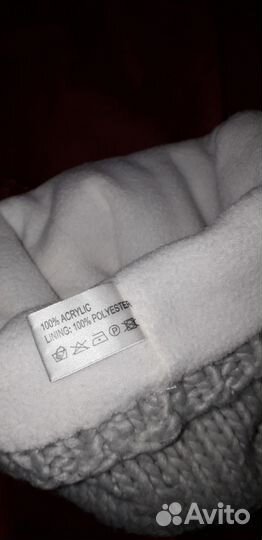 100% ACRYLIC
LINING: 100% POLYESTER
P
Avito